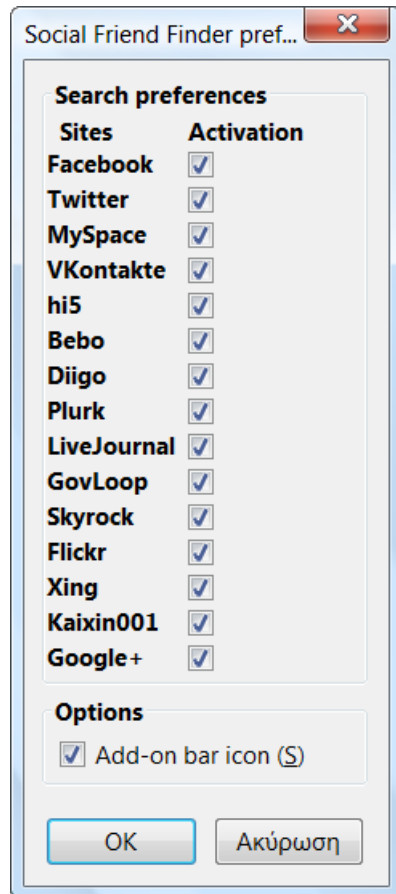 Social Friend Finder pref...
Search preferences
Sites Activation
Facebook
Twitter
MySpace
VKontakte
hi5
Bebo
Diigo
Plurk
LiveJournal
GovLoop
Skyrock
Flickr
Xing
Kaixin001
Google+
Options
Add-on bar icon (S)
OK Ακύρωση